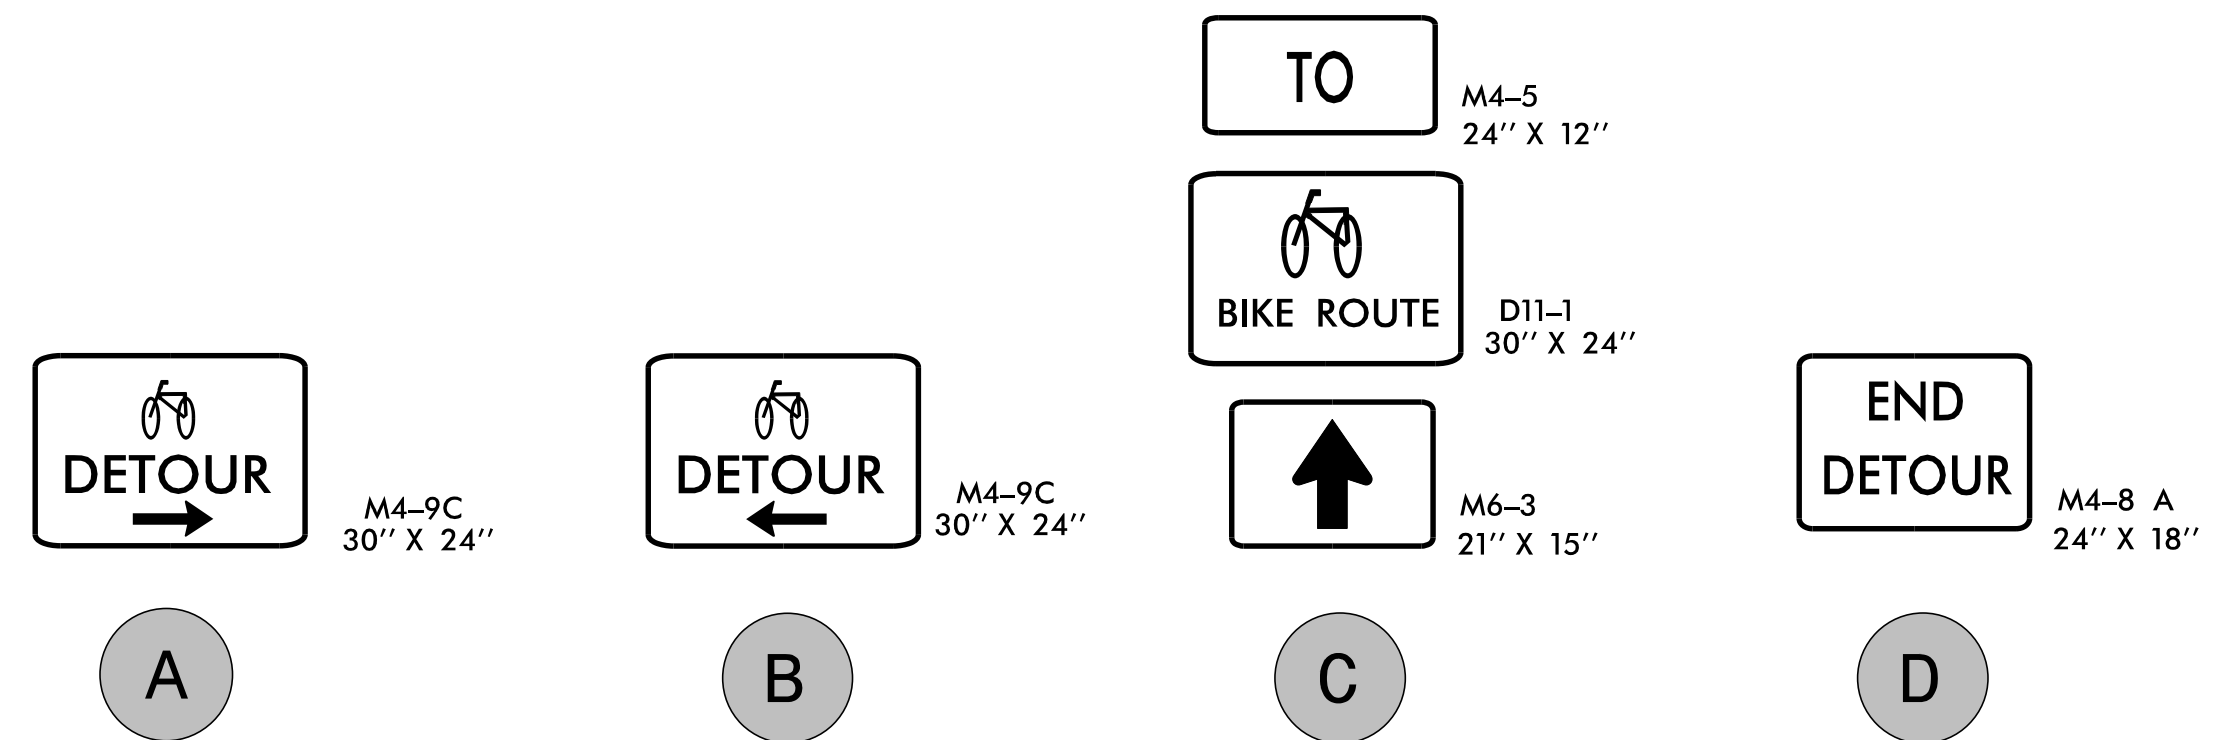 DETOUR
M4–9C
30'' X 24''
A
DETOUR
M4–9C
30'' X 24''
B
TO
M4–5
24'' X 12''
BIKE ROUTE
D11–1
30'' X 24''
M6–3
21'' X 15''
C
END
DETOUR
M4–8 A
24'' X 18''
D